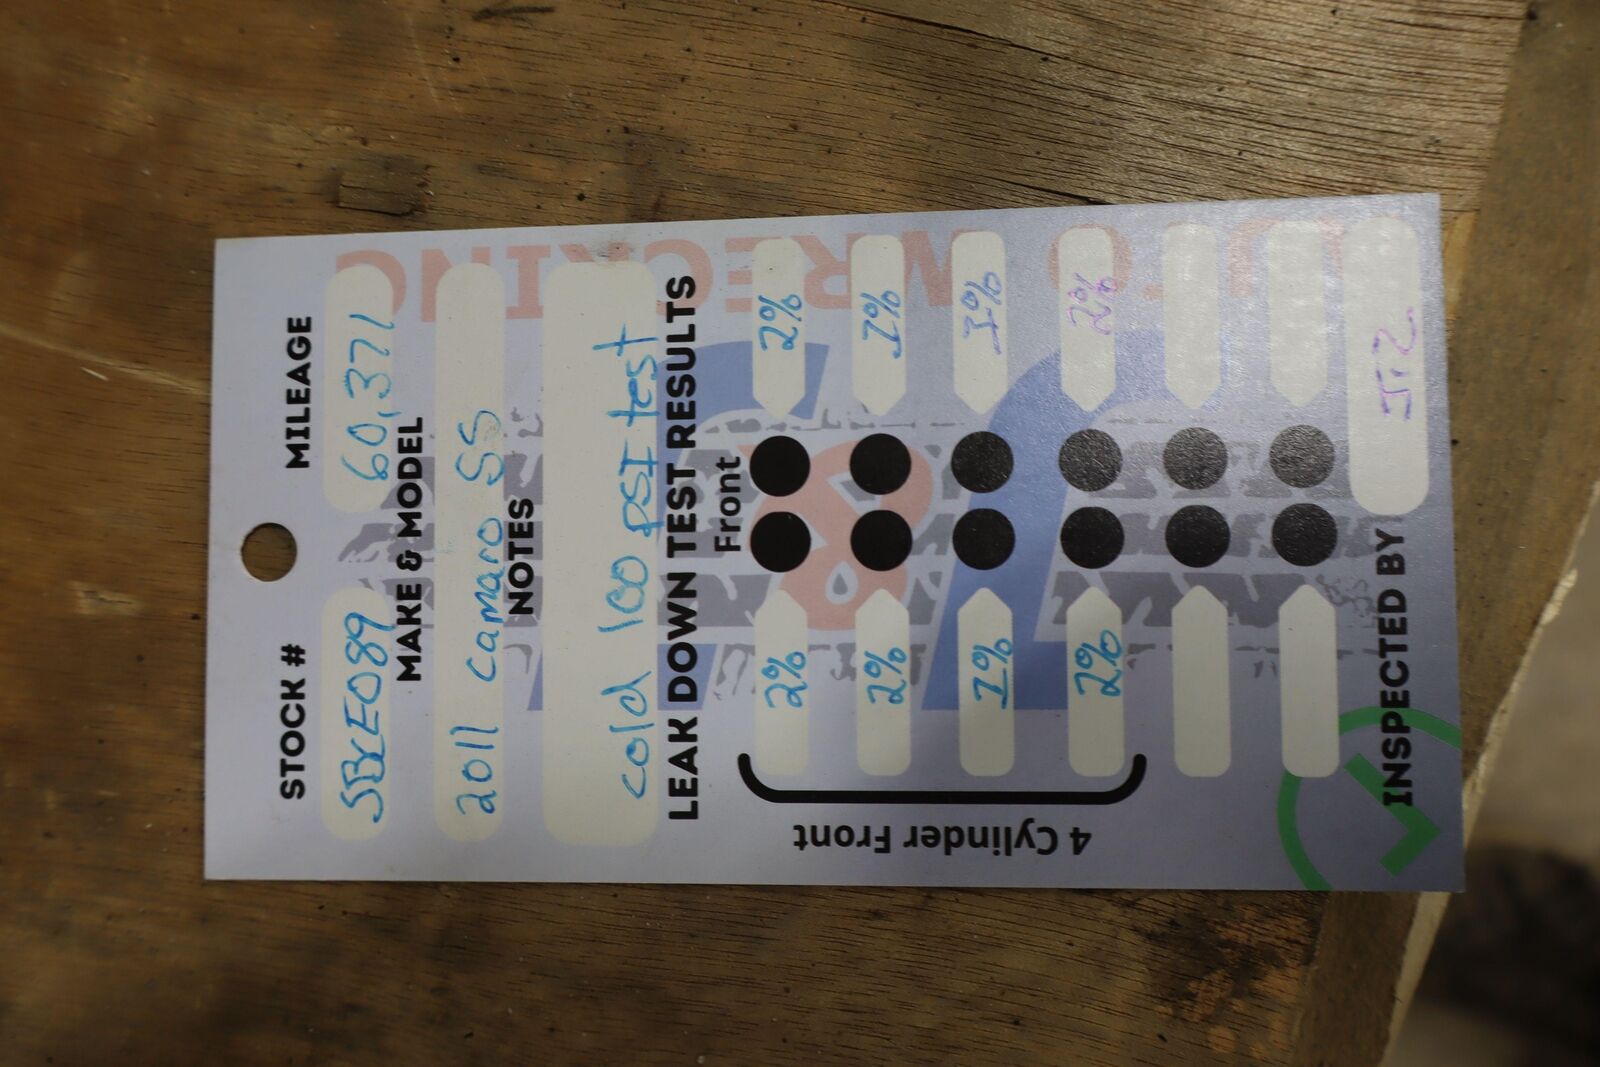 STOCK # MILEAGE
SBLE089 60,371
MAKE & MODEL
2011 Camaro SS
NOTES
cold 100 PSI test
LEAK DOWN TEST RESULTS
Front
2% 2%
2% 1%
1% 1%
2% 2%
4 Cylinder Front
INSPECTED BY J.Z.
WRECKING